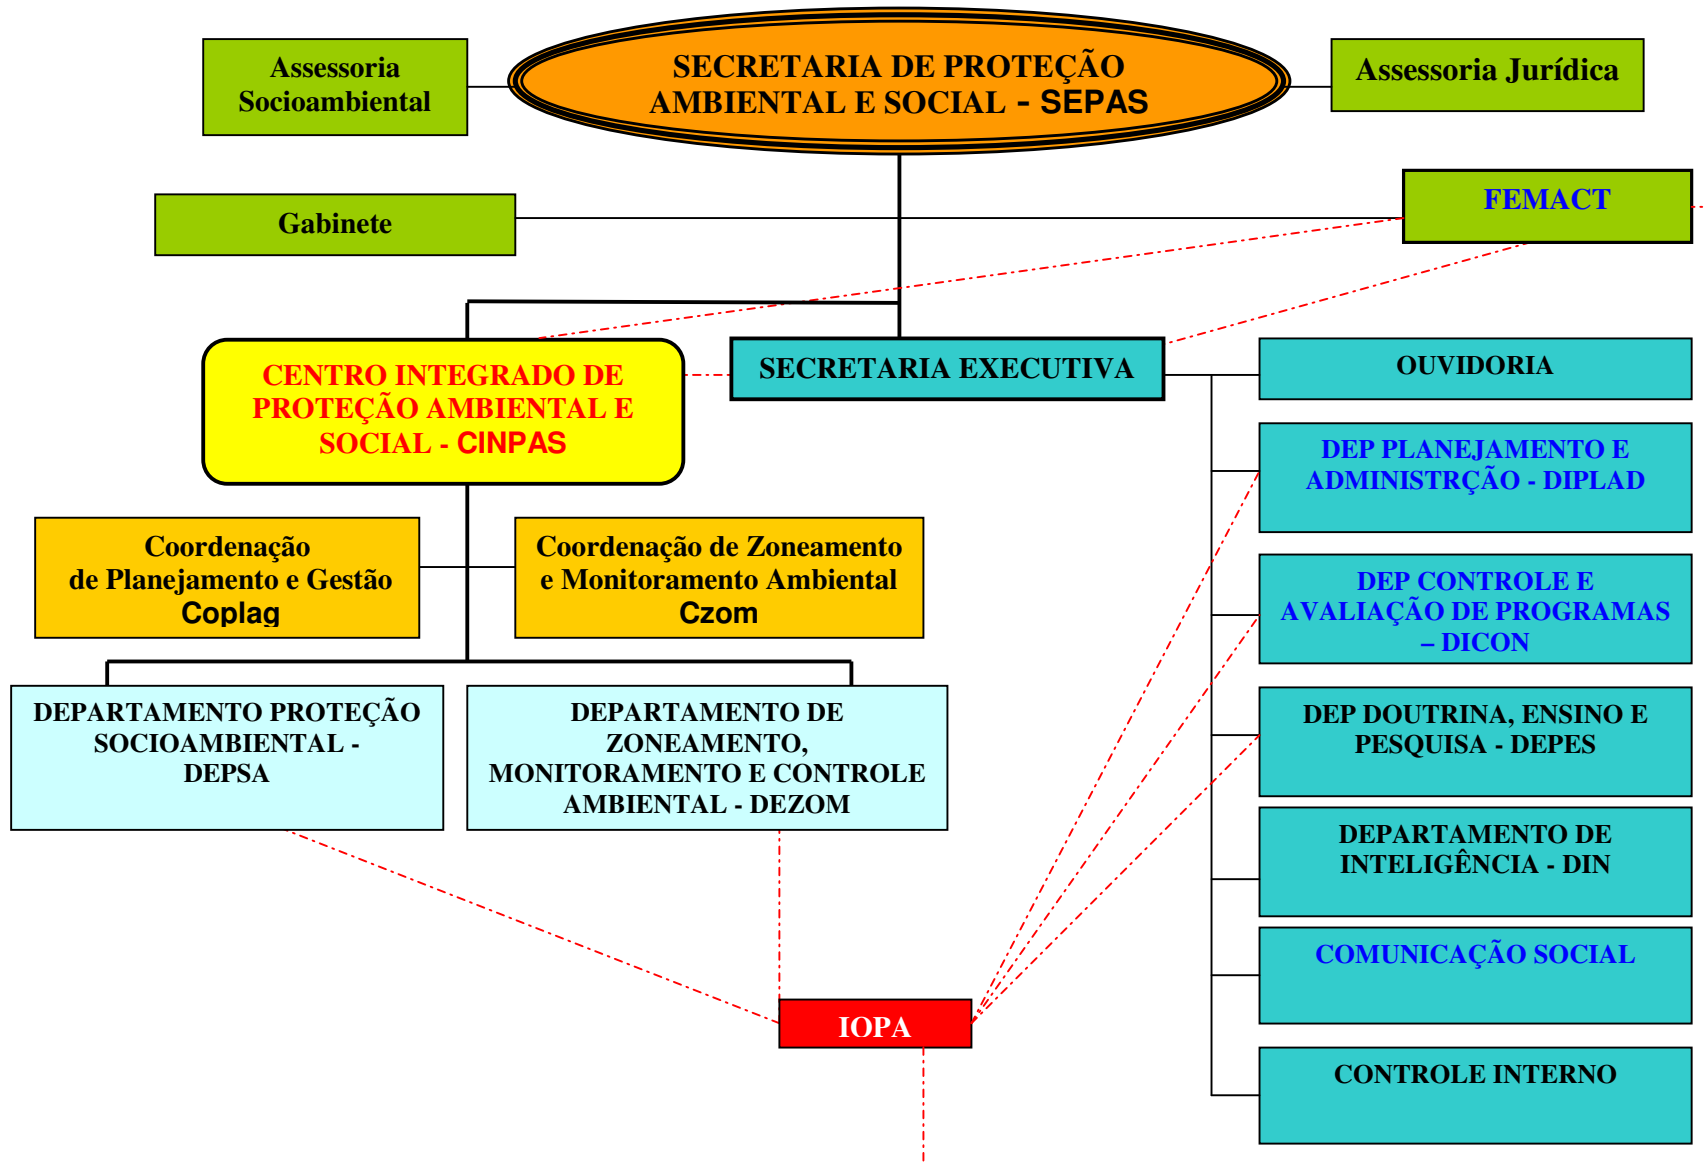 Assessoria
Socioambiental
SECRETARIA DE PROTEÇÃO
AMBIENTAL E SOCIAL - SEPAS
Assessoria Jurídica
Gabinete
FEMACT
CENTRO INTEGRADO DE
PROTEÇÃO AMBIENTAL E
SOCIAL - CINPAS
SECRETARIA EXECUTIVA
OUVIDORIA
DEP PLANEJAMENTO E
ADMINISTRÇÃO - DIPLAD
Coordenação
de Planejamento e Gestão
Coplag
Coordenação de Zoneamento
e Monitoramento Ambiental
Czom
DEP CONTROLE E
AVALIAÇÃO DE PROGRAMAS
– DICON
DEPARTAMENTO PROTEÇÃO
SOCIOAMBIENTAL -
DEPSA
DEPARTAMENTO DE
ZONEAMENTO,
MONITORAMENTO E CONTROLE
AMBIENTAL - DEZOM
DEP DOUTRINA, ENSINO E
PESQUISA - DEPES
DEPARTAMENTO DE
INTELIGÊNCIA - DIN
COMUNICAÇÃO SOCIAL
IOPA
CONTROLE INTERNO